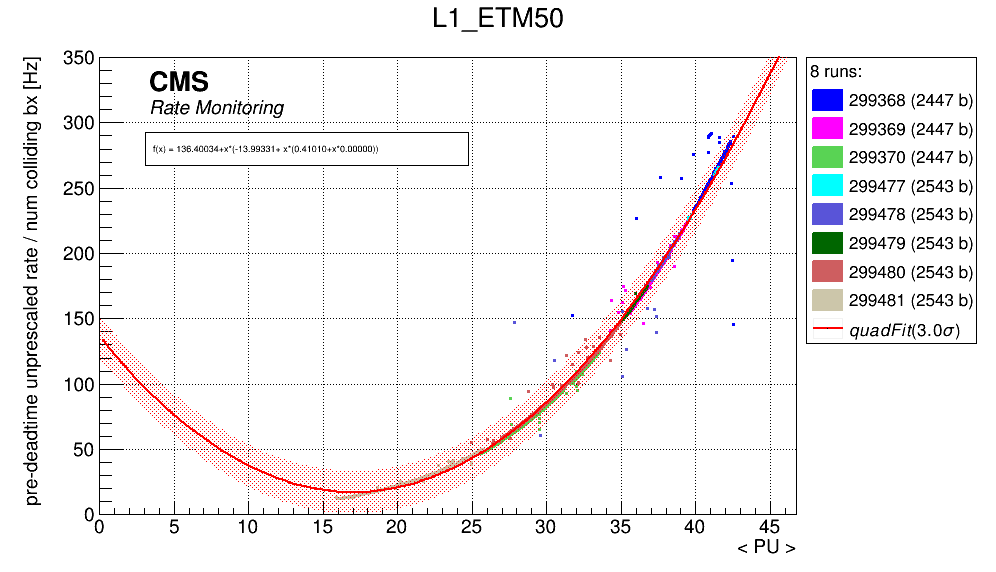 L1_ETM50
pre-deadtime unprescaled rate / num colliding bx [Hz]
350
300
250
200
150
100
50
0
CMS
Rate Monitoring
f(x) = 136.40034+x*(-13.99331+ x*(0.41010+x*0.00000))
0 5 10 15 20 25 30 35 40 45
< PU >
8 runs:
299368 (2447 b)
299369 (2447 b)
299370 (2447 b)
299477 (2543 b)
299478 (2543 b)
299479 (2543 b)
299480 (2543 b)
299481 (2543 b)
quadFit(3.0σ)